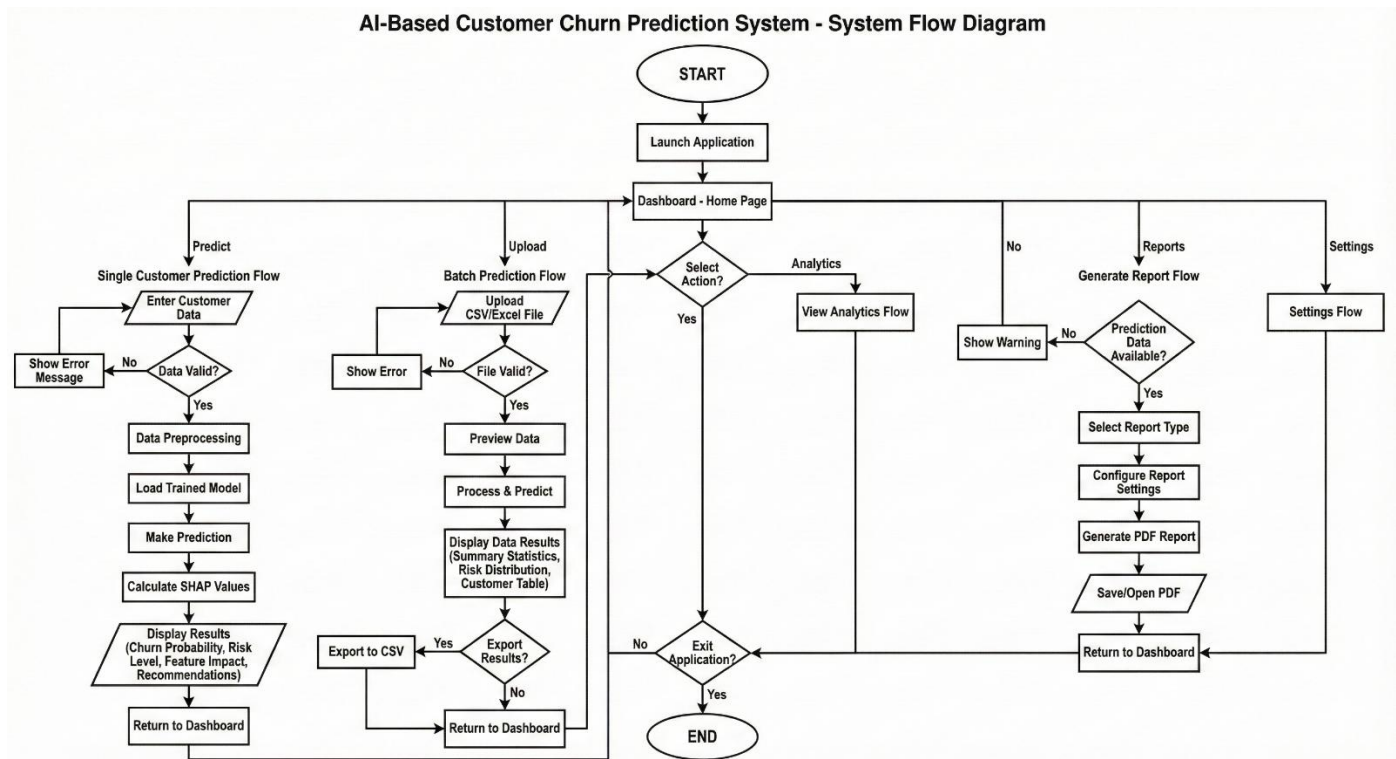 AI-Based Customer Churn Prediction System - System Flow Diagram
START
Launch Application
Dashboard - Home Page
Predict
Single Customer Prediction Flow
Enter Customer
Data
Show Error
Message
No
Data Valid?
Yes
Data Preprocessing
Load Trained Model
Make Prediction
Calculate SHAP Values
Display Results
(Churn Probability, Risk
Level, Feature Impact,
Recommendations)
Return to Dashboard
Upload
Batch Prediction Flow
Upload
CSV/Excel File
Show Error
No
File Valid?
Yes
Preview Data
Process & Predict
Display Data Results
(Summary Statistics,
Risk Distribution,
Customer Table)
Export to CSV
Yes
Export
Results?
No
Return to Dashboard
Select
Action?
Analytics
Yes
View Analytics Flow
No
Exit
Application?
Yes
END
No
Reports
Generate Report Flow
Show Warning
No
Prediction
Data
Available?
Yes
Select Report Type
Configure Report
Settings
Generate PDF Report
Save/Open PDF
Return to Dashboard
Settings
Settings Flow